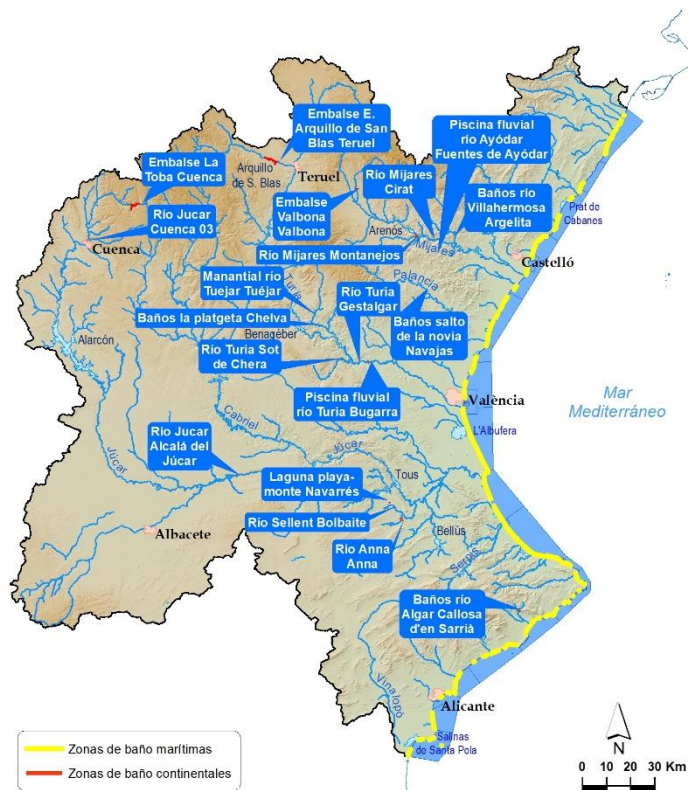 Embalse E.
Arquillo de San
Blas Teruel
Piscina fluvial
río Ayódar
Fuentes de Ayódar
Embalse La
Toba Cuenca
Arquillo
de S. Blas
Teruel
Río Mijares
Cirat
Baños río
Villahermosa
Argelita
Prat de
Cabanes
Río Jucar
Cuenca 03
Embalse
Valbona
Valbona
Arenós
Mijares
Cuenca
Río Mijares Montanejos
Castelló
Manantial río
Tuejar Tuéjar
Turia
Palancia
Río Turia
Gestalgar
Baños la platgeta Chelva
Baños salto
de la novia
Navajas
Benagéber
Alarcón
Río Turia Sot
de Chera
Piscina fluvial
río Turia Bugarra
València
Mar
Mediterráneo
L'Albufera
Cabriel
Río Jucar
Alcalá del
Júcar
Júcar
Júcar
Tous
Laguna playa-
monte Navarrés
Río Sellent Bolbaite
Bellús
Albacete
Río Anna
Anna
Serpis
Baños río
Algar Callosa
d'en Sarrià
Vinalopó
Alicante
Salinas
de Santa Pola
Zonas de baño marítimas
Zonas de baño continentales
N
0 10 20 30 Km